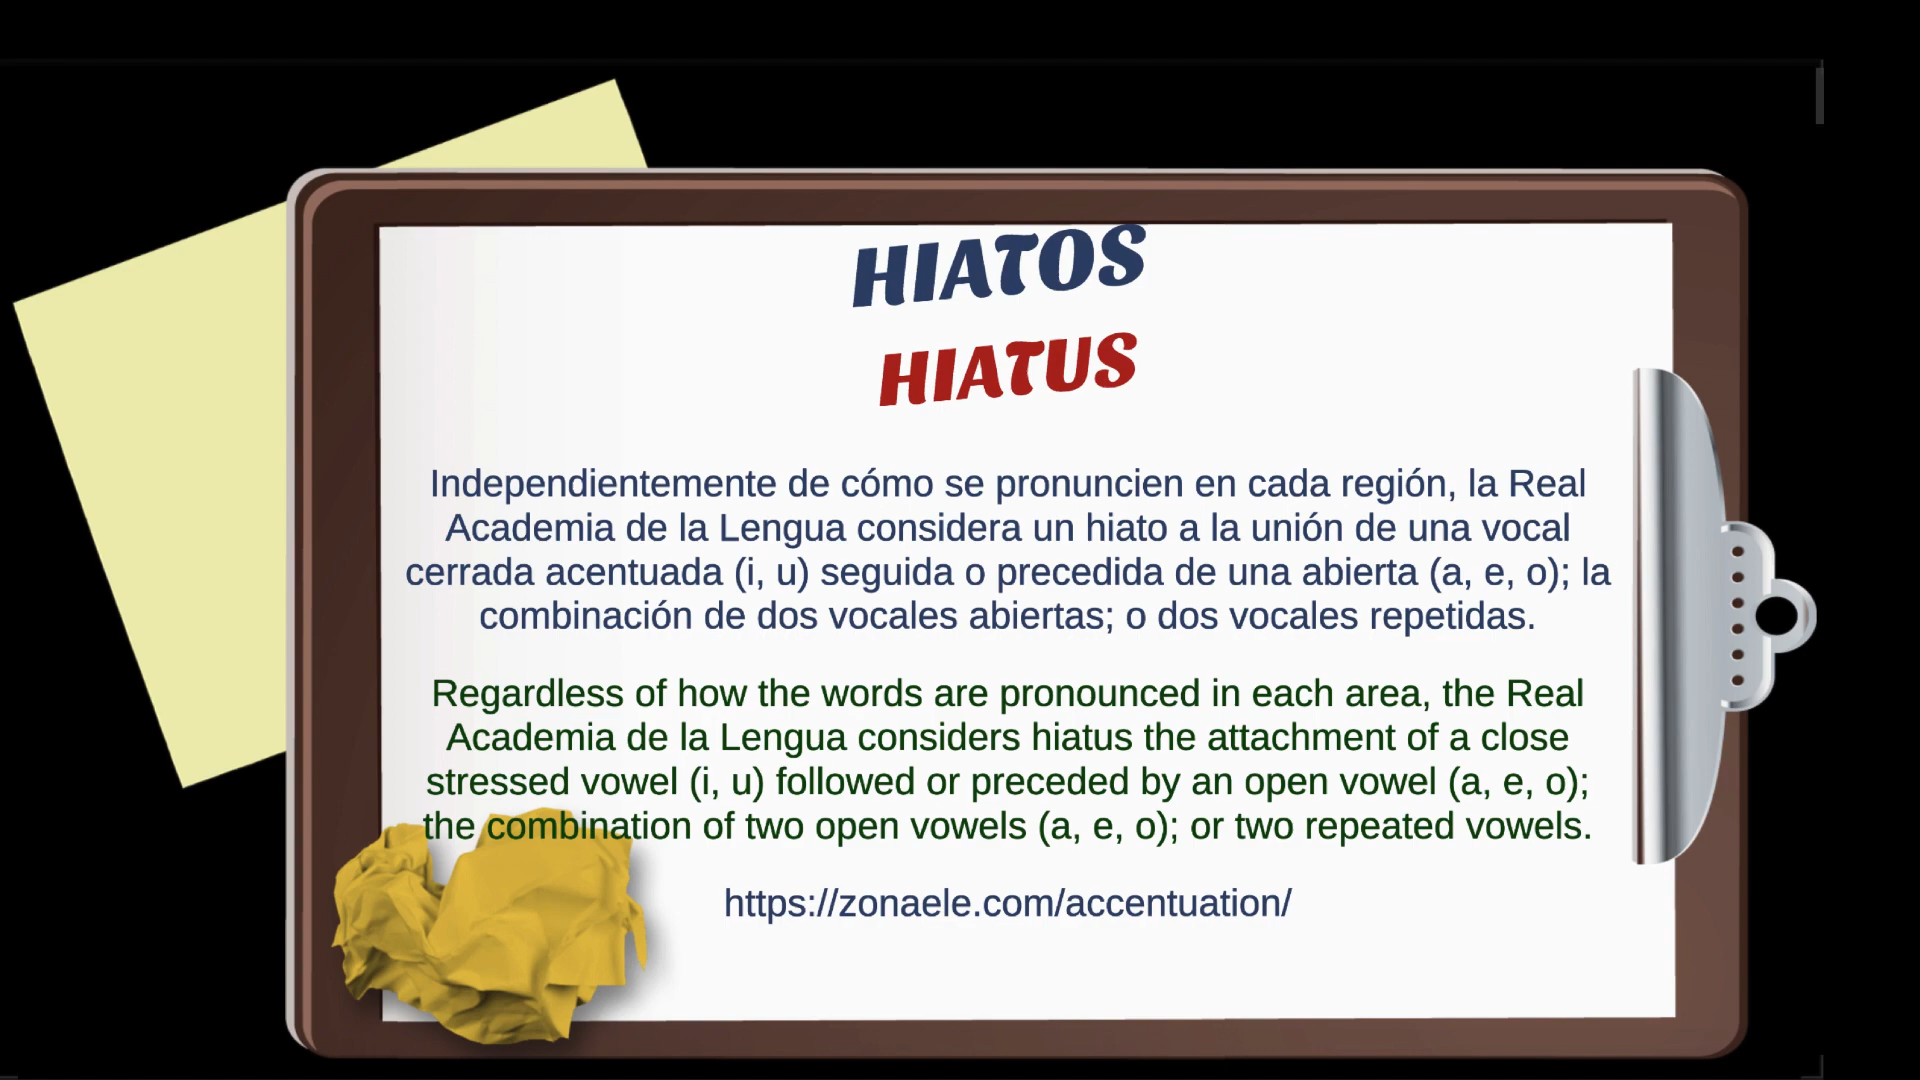 HIATOS
HIATUS
Independientemente de cómo se pronuncien en cada región, la Real
Academia de la Lengua considera un hiato a la unión de una vocal
cerrada acentuada (i, u) seguida o precedida de una abierta (a, e, o); la
combinación de dos vocales abiertas; o dos vocales repetidas.
Regardless of how the words are pronounced in each area, the Real
Academia de la Lengua considers hiatus the attachment of a close
stressed vowel (i, u) followed or preceded by an open vowel (a, e, o);
the combination of two open vowels (a, e, o); or two repeated vowels.
https://zonaele.com/accentuation/